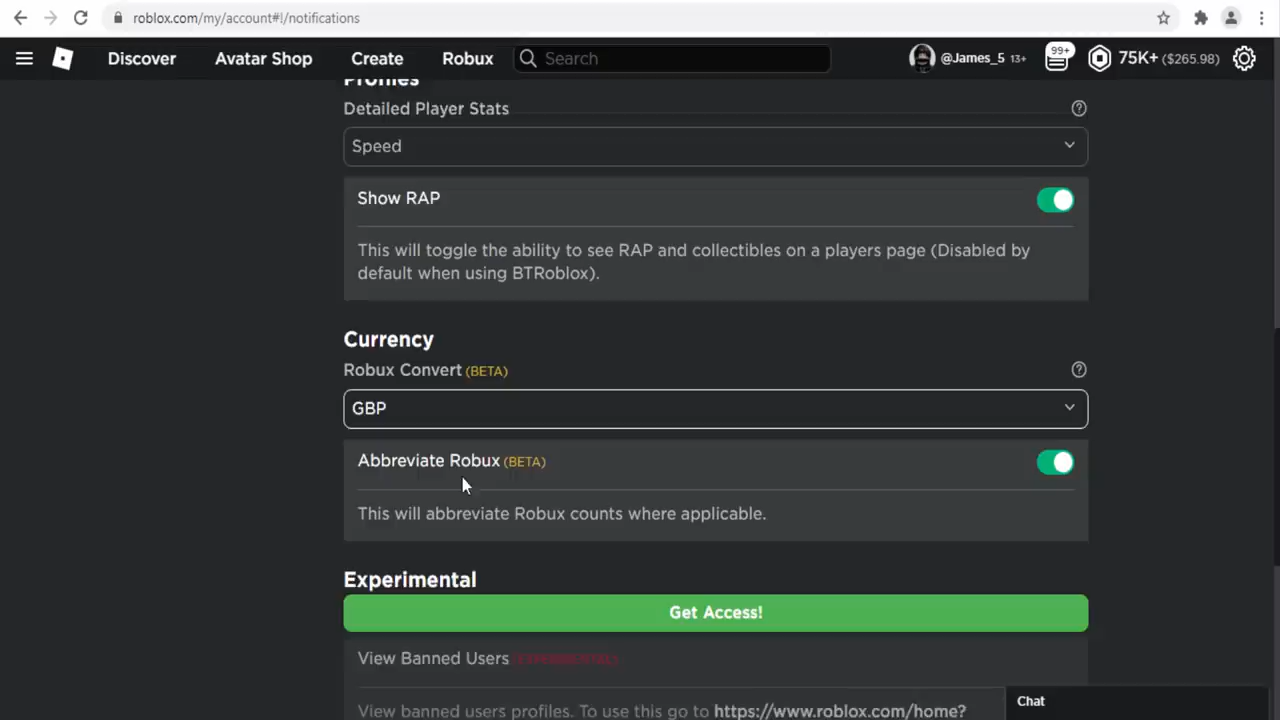 roblox.com/my/account#!/notifications
Discover Avatar Shop Create Robux Search @James_5 13+ 99+ 75K+ ($265.98)
Profiles
Detailed Player Stats
Speed
Show RAP
This will toggle the ability to see RAP and collectibles on a players page (Disabled by
default when using BTRoblox).
Currency
Robux Convert (BETA)
GBP
Abbreviate Robux (BETA)
This will abbreviate Robux counts where applicable.
Experimental
Get Access!
View Banned Users (EXPERIMENTAL)
View banned users profiles. To use this go to https://www.roblox.com/home?
Chat